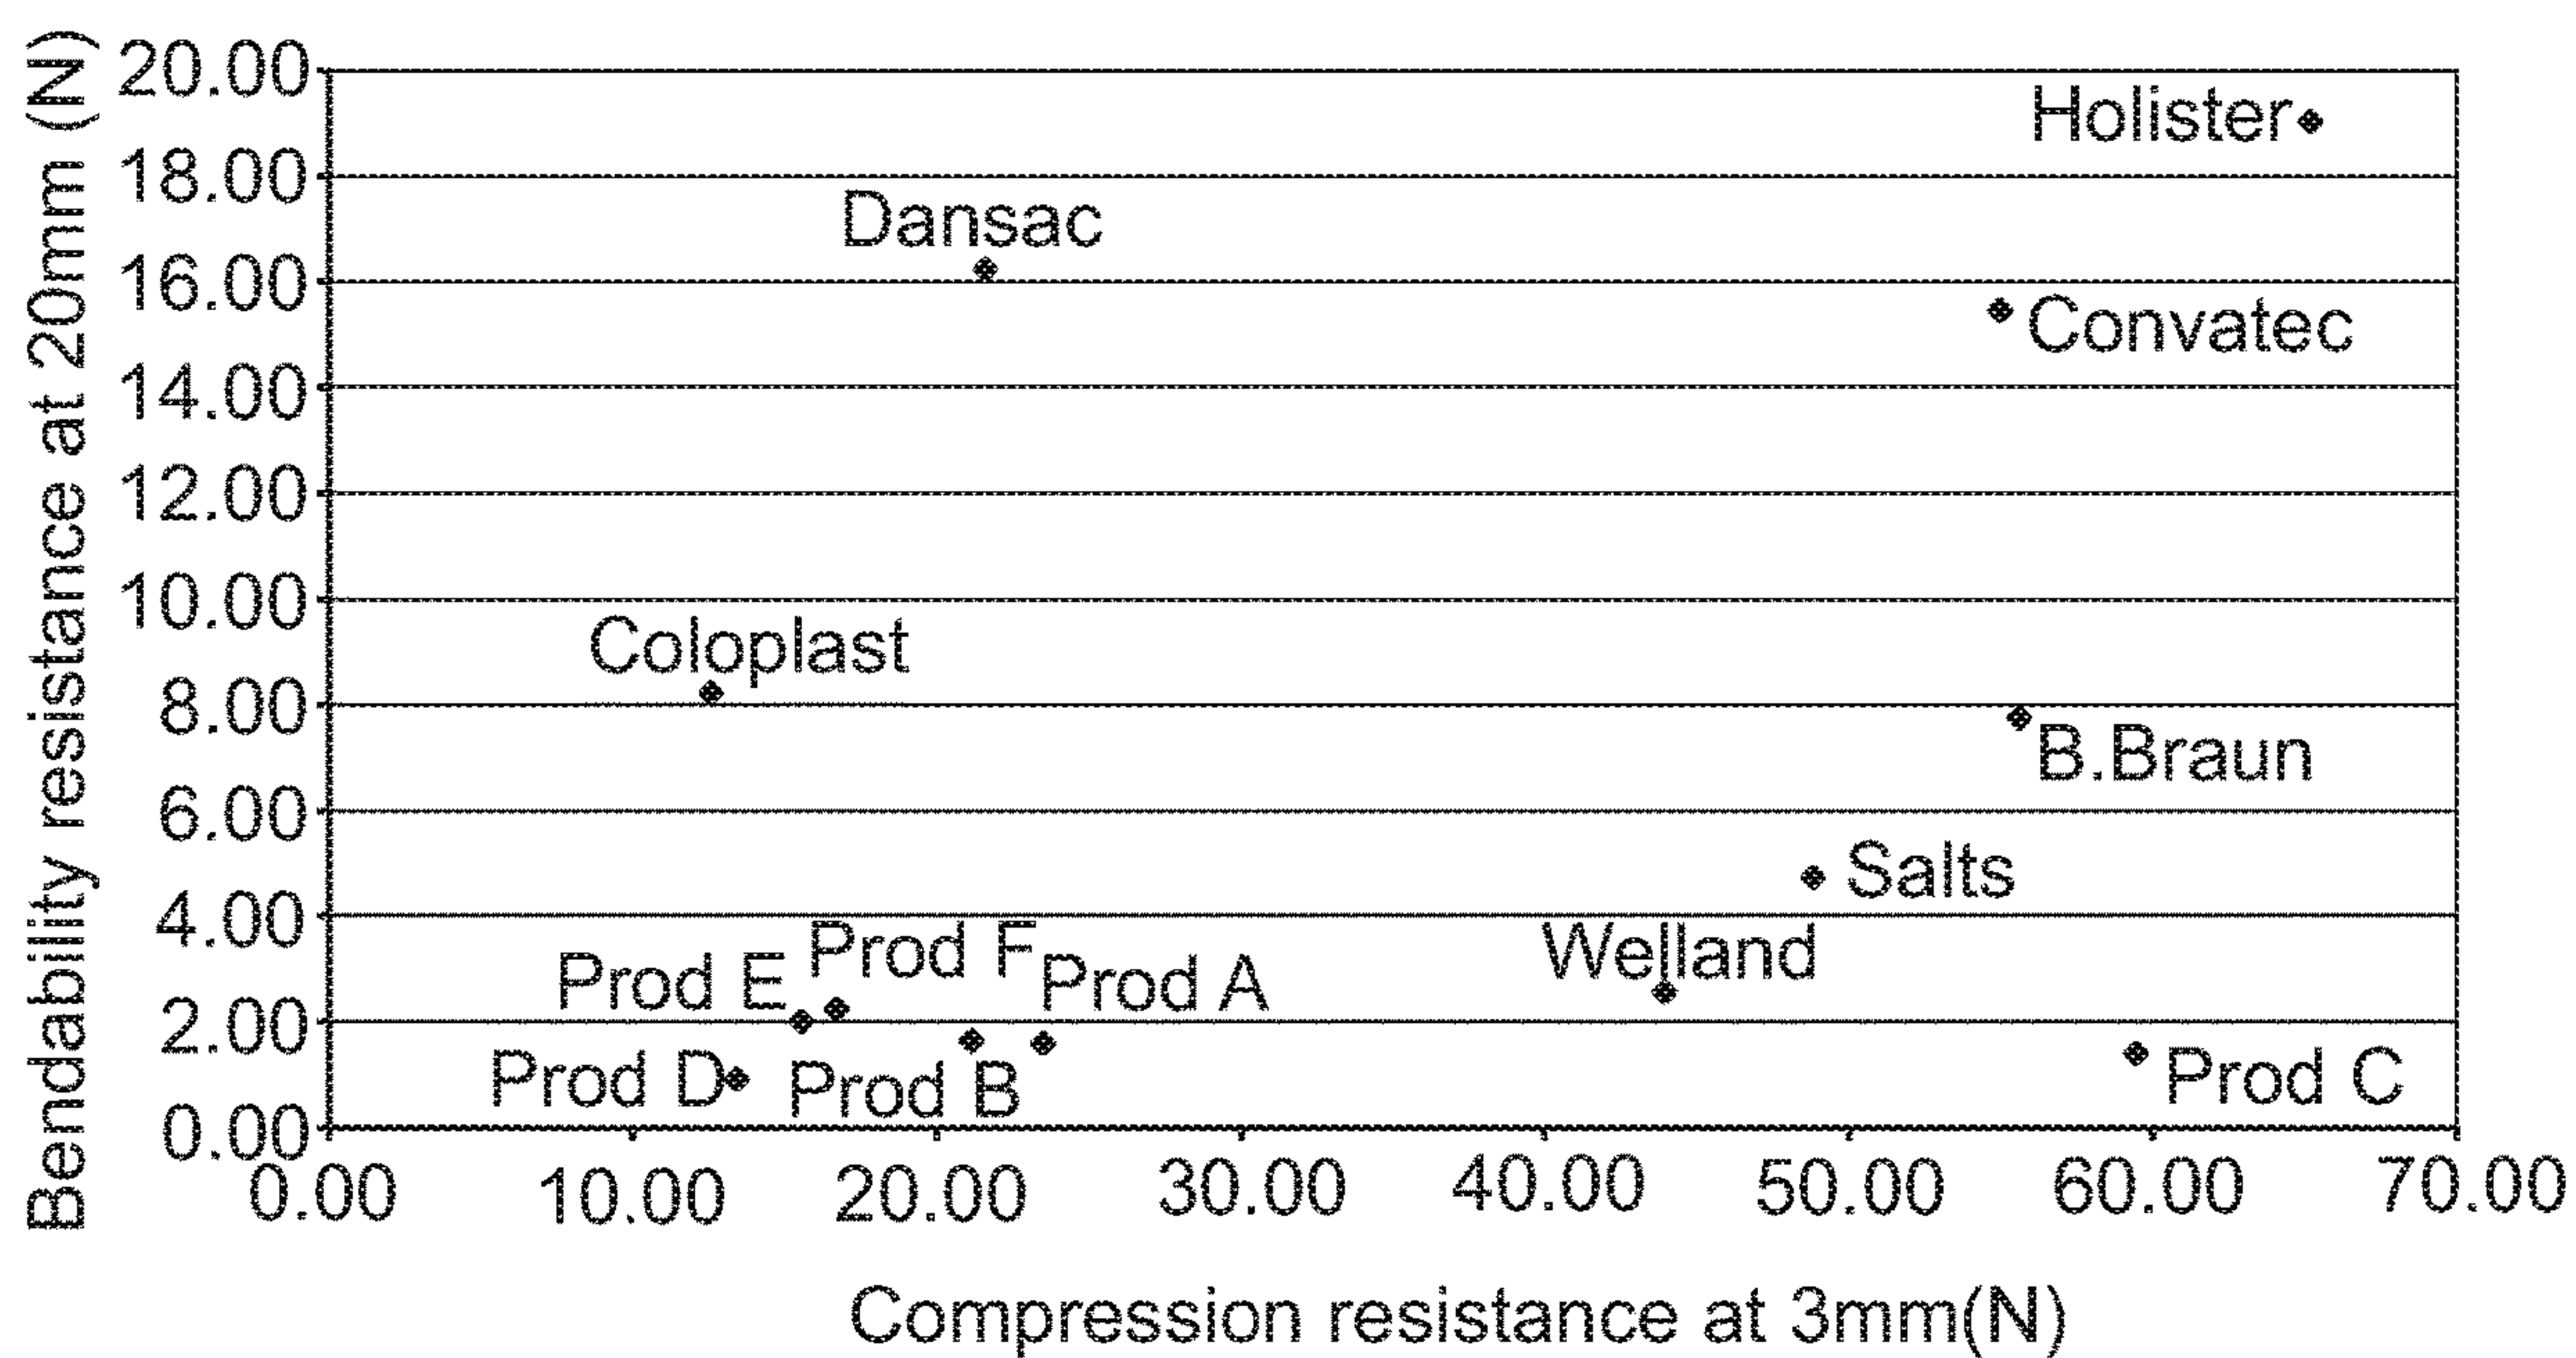 Bendability resistance at 20mm (N)
20.00
18.00
16.00
14.00
12.00
10.00
8.00
6.00
4.00
2.00
0.00
Holister
Dansac
Convatec
Coloplast
B.Braun
Salts
Welland
Prod F
Prod E
Prod A
Prod D
Prod B
Prod C
0.00 10.00 20.00 30.00 40.00 50.00 60.00 70.00
Compression resistance at 3mm(N)